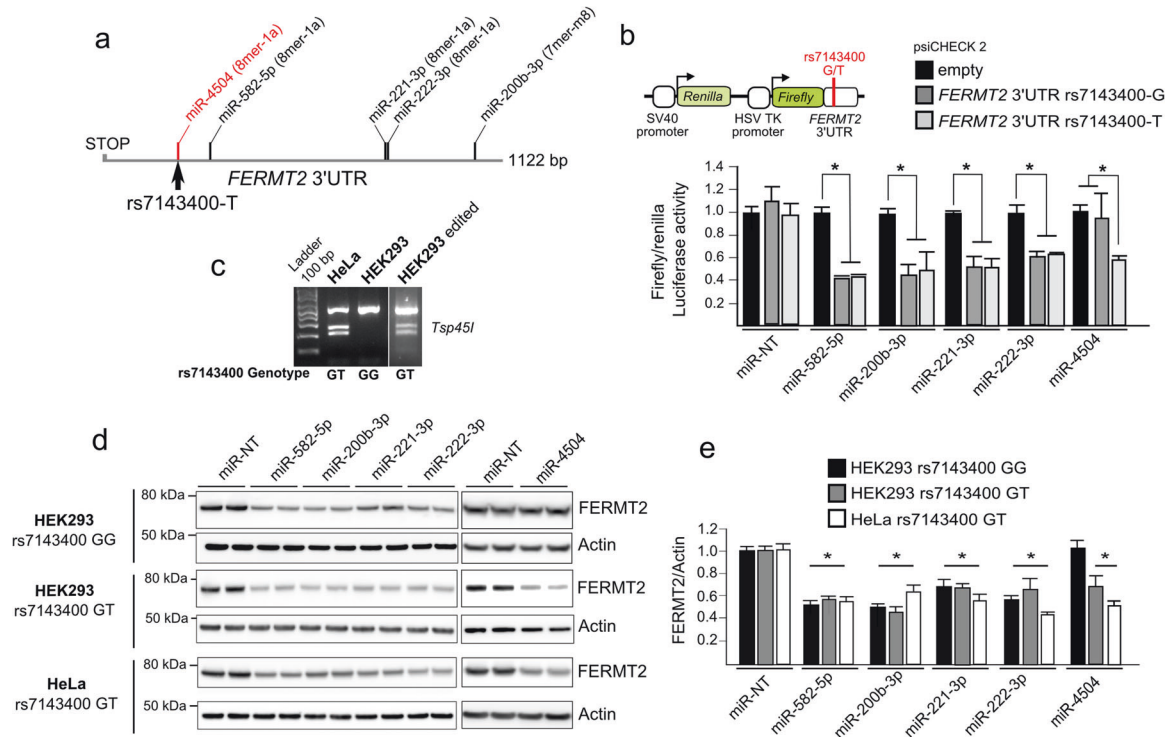 a
miR-4504 (8mer-1a)
miR-582-5p (8mer-1a)
miR-221-3p (8mer-1a)
miR-222-3p (8mer-1a)
miR-200b-3p (7mer-m8)
STOP
1122 bp
FERMT2 3'UTR
rs7143400-T
b
psiCHECK 2
rs7143400
G/T
empty
FERMT2 3'UTR rs7143400-G
FERMT2 3'UTR rs7143400-T
Renilla
Firefly
SV40
promoter
HSV TK
promoter
FERMT2
3'UTR
Firefly/renilla
Luciferase activity
1.4
1.2
1.0
0.8
0.6
0.4
0.2
* * * * *
miR-NT
miR-582-5p
miR-200b-3p
miR-221-3p
miR-222-3p
miR-4504
c
Ladder
100 bp
HeLa
HEK293
HEK293 edited
Tsp45I
rs7143400 Genotype GT GG GT
d
miR-NT
miR-582-5p
miR-200b-3p
miR-221-3p
miR-222-3p
miR-NT
miR-4504
HEK293
rs7143400 GG
80 kDa
50 kDa
FERMT2
Actin
HEK293
rs7143400 GT
80 kDa
50 kDa
FERMT2
Actin
HeLa
rs7143400 GT
80 kDa
50 kDa
FERMT2
Actin
e
HEK293 rs7143400 GG
HEK293 rs7143400 GT
HeLa rs7143400 GT
FERMT2/Actin
1.2
1.0
0.8
0.6
0.4
0.2
* * * * *
miR-NT
miR-582-5p
miR-200b-3p
miR-221-3p
miR-222-3p
miR-4504